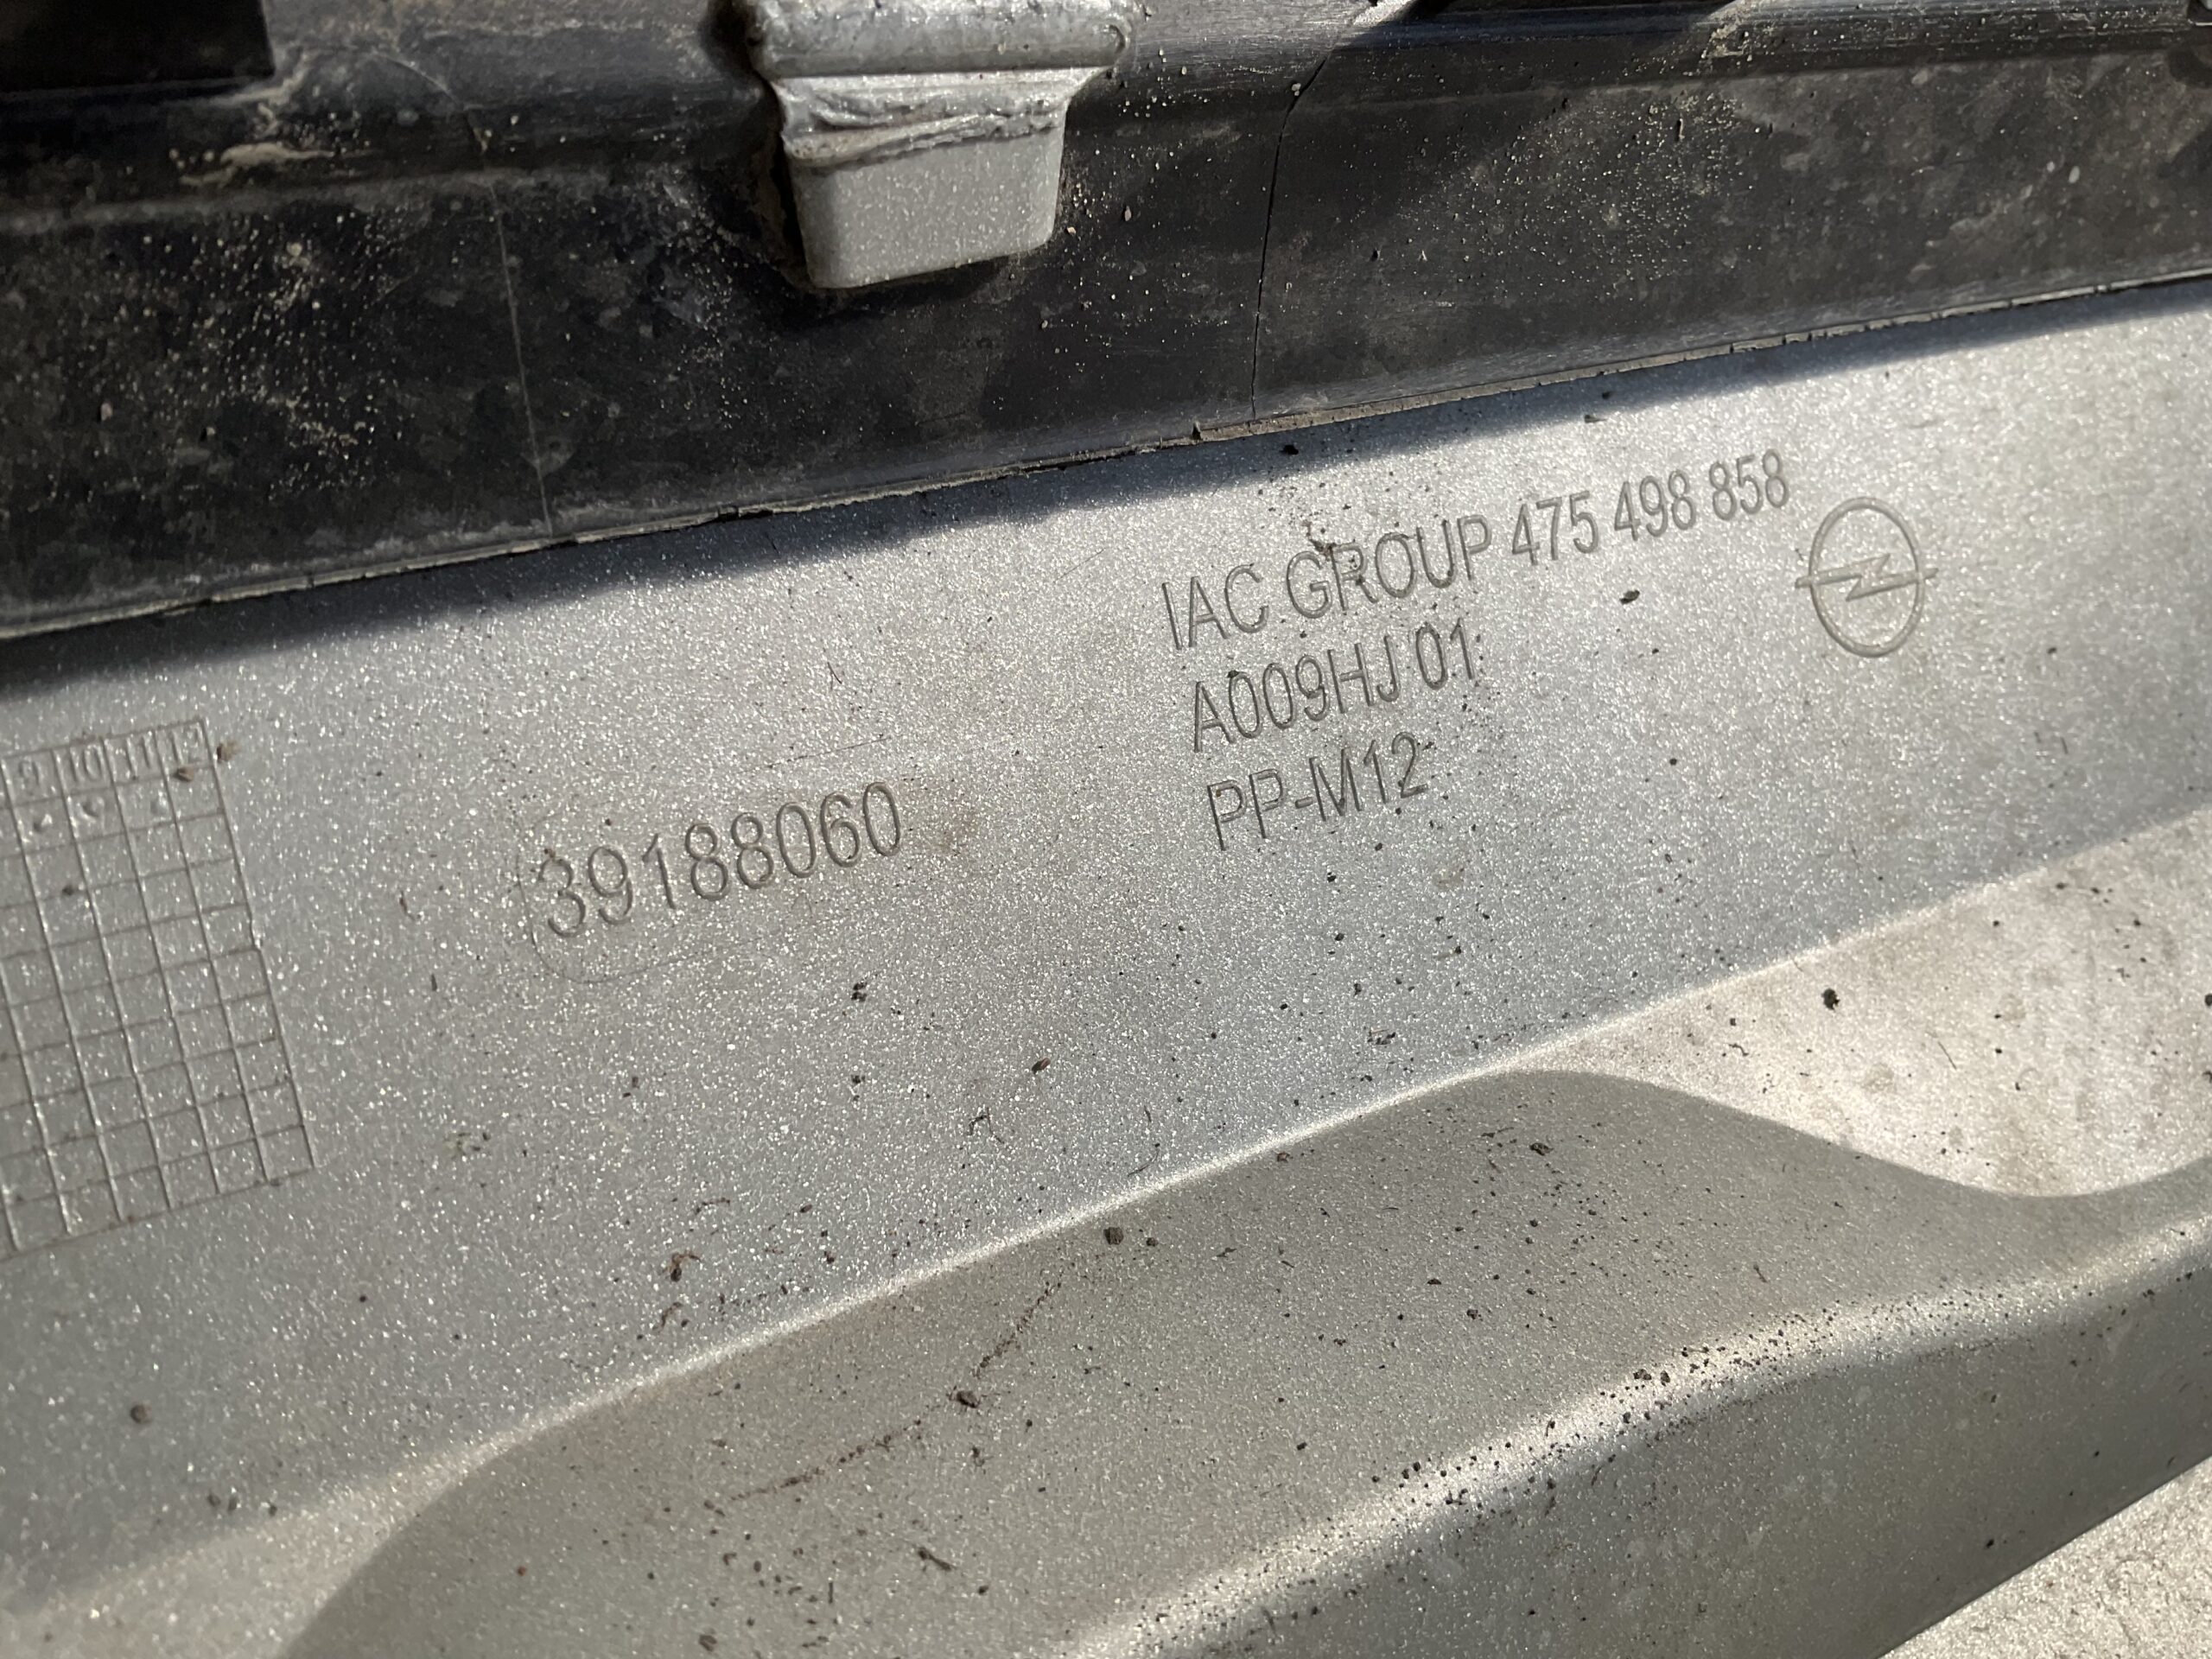 IAC GROUP 475 498 858
A009HJ 01
PP-M12
39188060
9 10 11 12